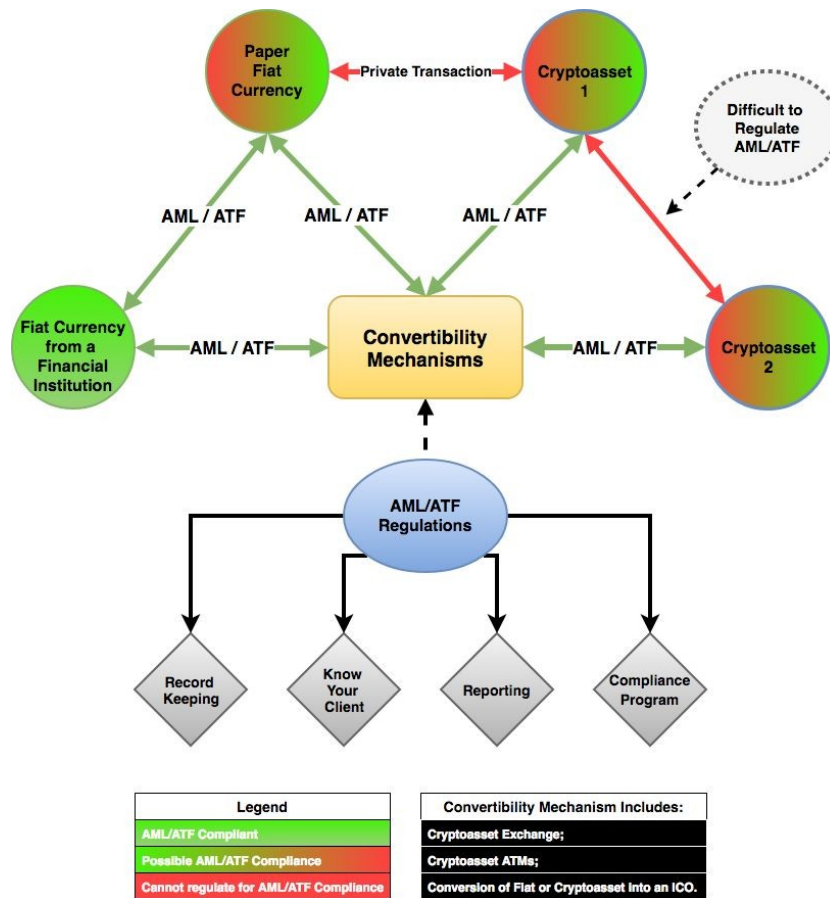 Paper
Fiat
Currency
Private Transaction
Cryptoasset
1
Difficult to
Regulate
AML/ATF
AML / ATF
AML / ATF
AML / ATF
Fiat Currency
from a
Financial
Institution
AML / ATF
Convertibility
Mechanisms
AML / ATF
Cryptoasset
2
AML/ATF
Regulations
Record
Keeping
Know
Your
Client
Reporting
Compliance
Program
Legend
AML/ATF Compliant
Possible AML/ATF Compliance
Cannot regulate for AML/ATF Compliance
Convertibility Mechanism Includes:
Cryptoasset Exchange;
Cryptoasset ATMs;
Conversion of Fiat or Cryptoasset Into an ICO.